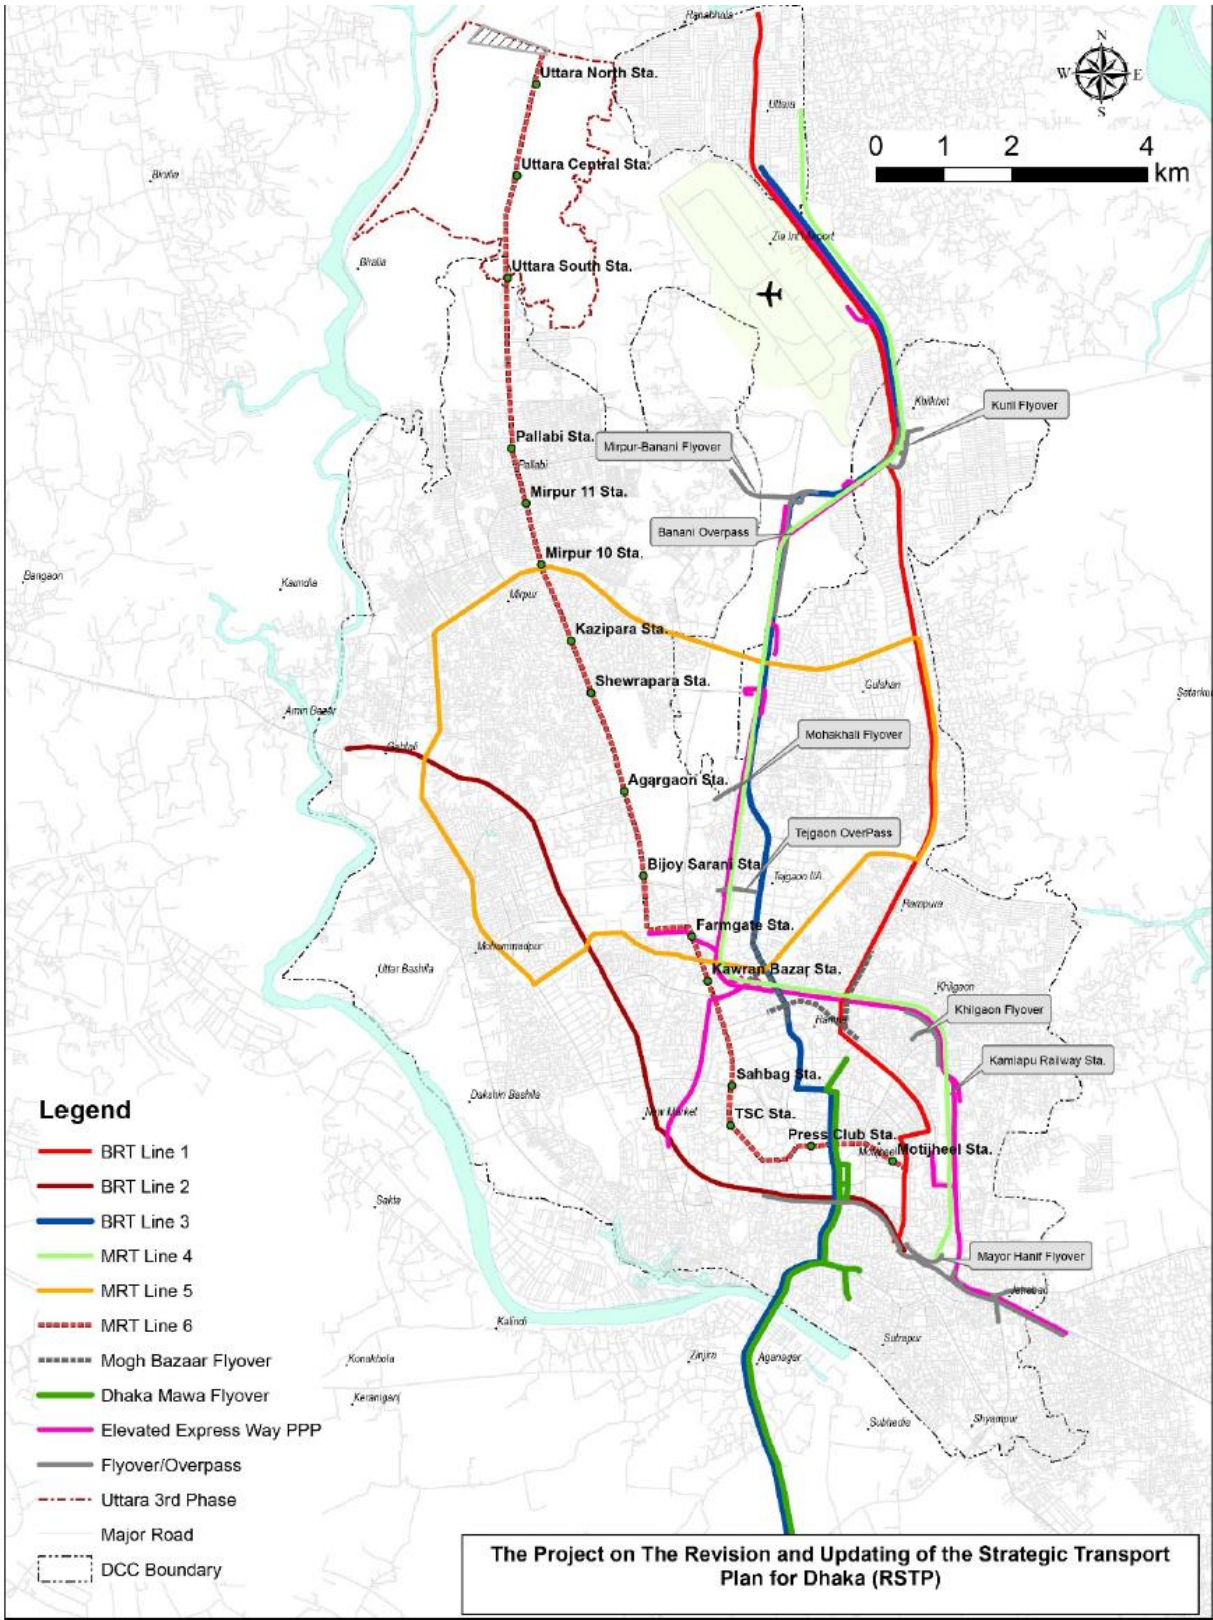 Ranabhola
N
W E
S
Uttara North Sta.
Uttara
0 1 2 4
km
Uttara Central Sta.
Birulia
Zia Int'l Airport
Biralia
Uttara South Sta.
Khilkhet
Kuril Flyover
Pallabi Sta.
Mirpur-Banani Flyover
Pallabi
Mirpur 11 Sta.
Banani Overpass
Mirpur 10 Sta.
Bangaon
Kaundia
Mirpur
Kazipara Sta.
Shewrapara Sta.
Gulshan
Amin Bazar
Gabtali
Mohakhali Flyover
Agargaon Sta.
Tejgaon OverPass
Bijoy Sarani Sta.
Tejgaon I/A
Rampura
Farmgate Sta.
Mohammadpur
Uttar Bashila
Kawran Bazar Sta.
Khilgaon
Khilgaon Flyover
Kamlapu Railway Sta.
Sahbag Sta.
Dakshin Bashila
New Market
TSC Sta.
Press Club Sta.
Motijheel Sta.
Sakta
Mayor Hanif Flyover
Kalindi
Sutrapur
Zinjira
Aganagar
Konakhola
Keraniganj
Subhadia
Shyampur
Legend
BRT Line 1
BRT Line 2
BRT Line 3
MRT Line 4
MRT Line 5
MRT Line 6
Mogh Bazaar Flyover
Dhaka Mawa Flyover
Elevated Express Way PPP
Flyover/Overpass
Uttara 3rd Phase
Major Road
DCC Boundary
The Project on The Revision and Updating of the Strategic Transport
Plan for Dhaka (RSTP)